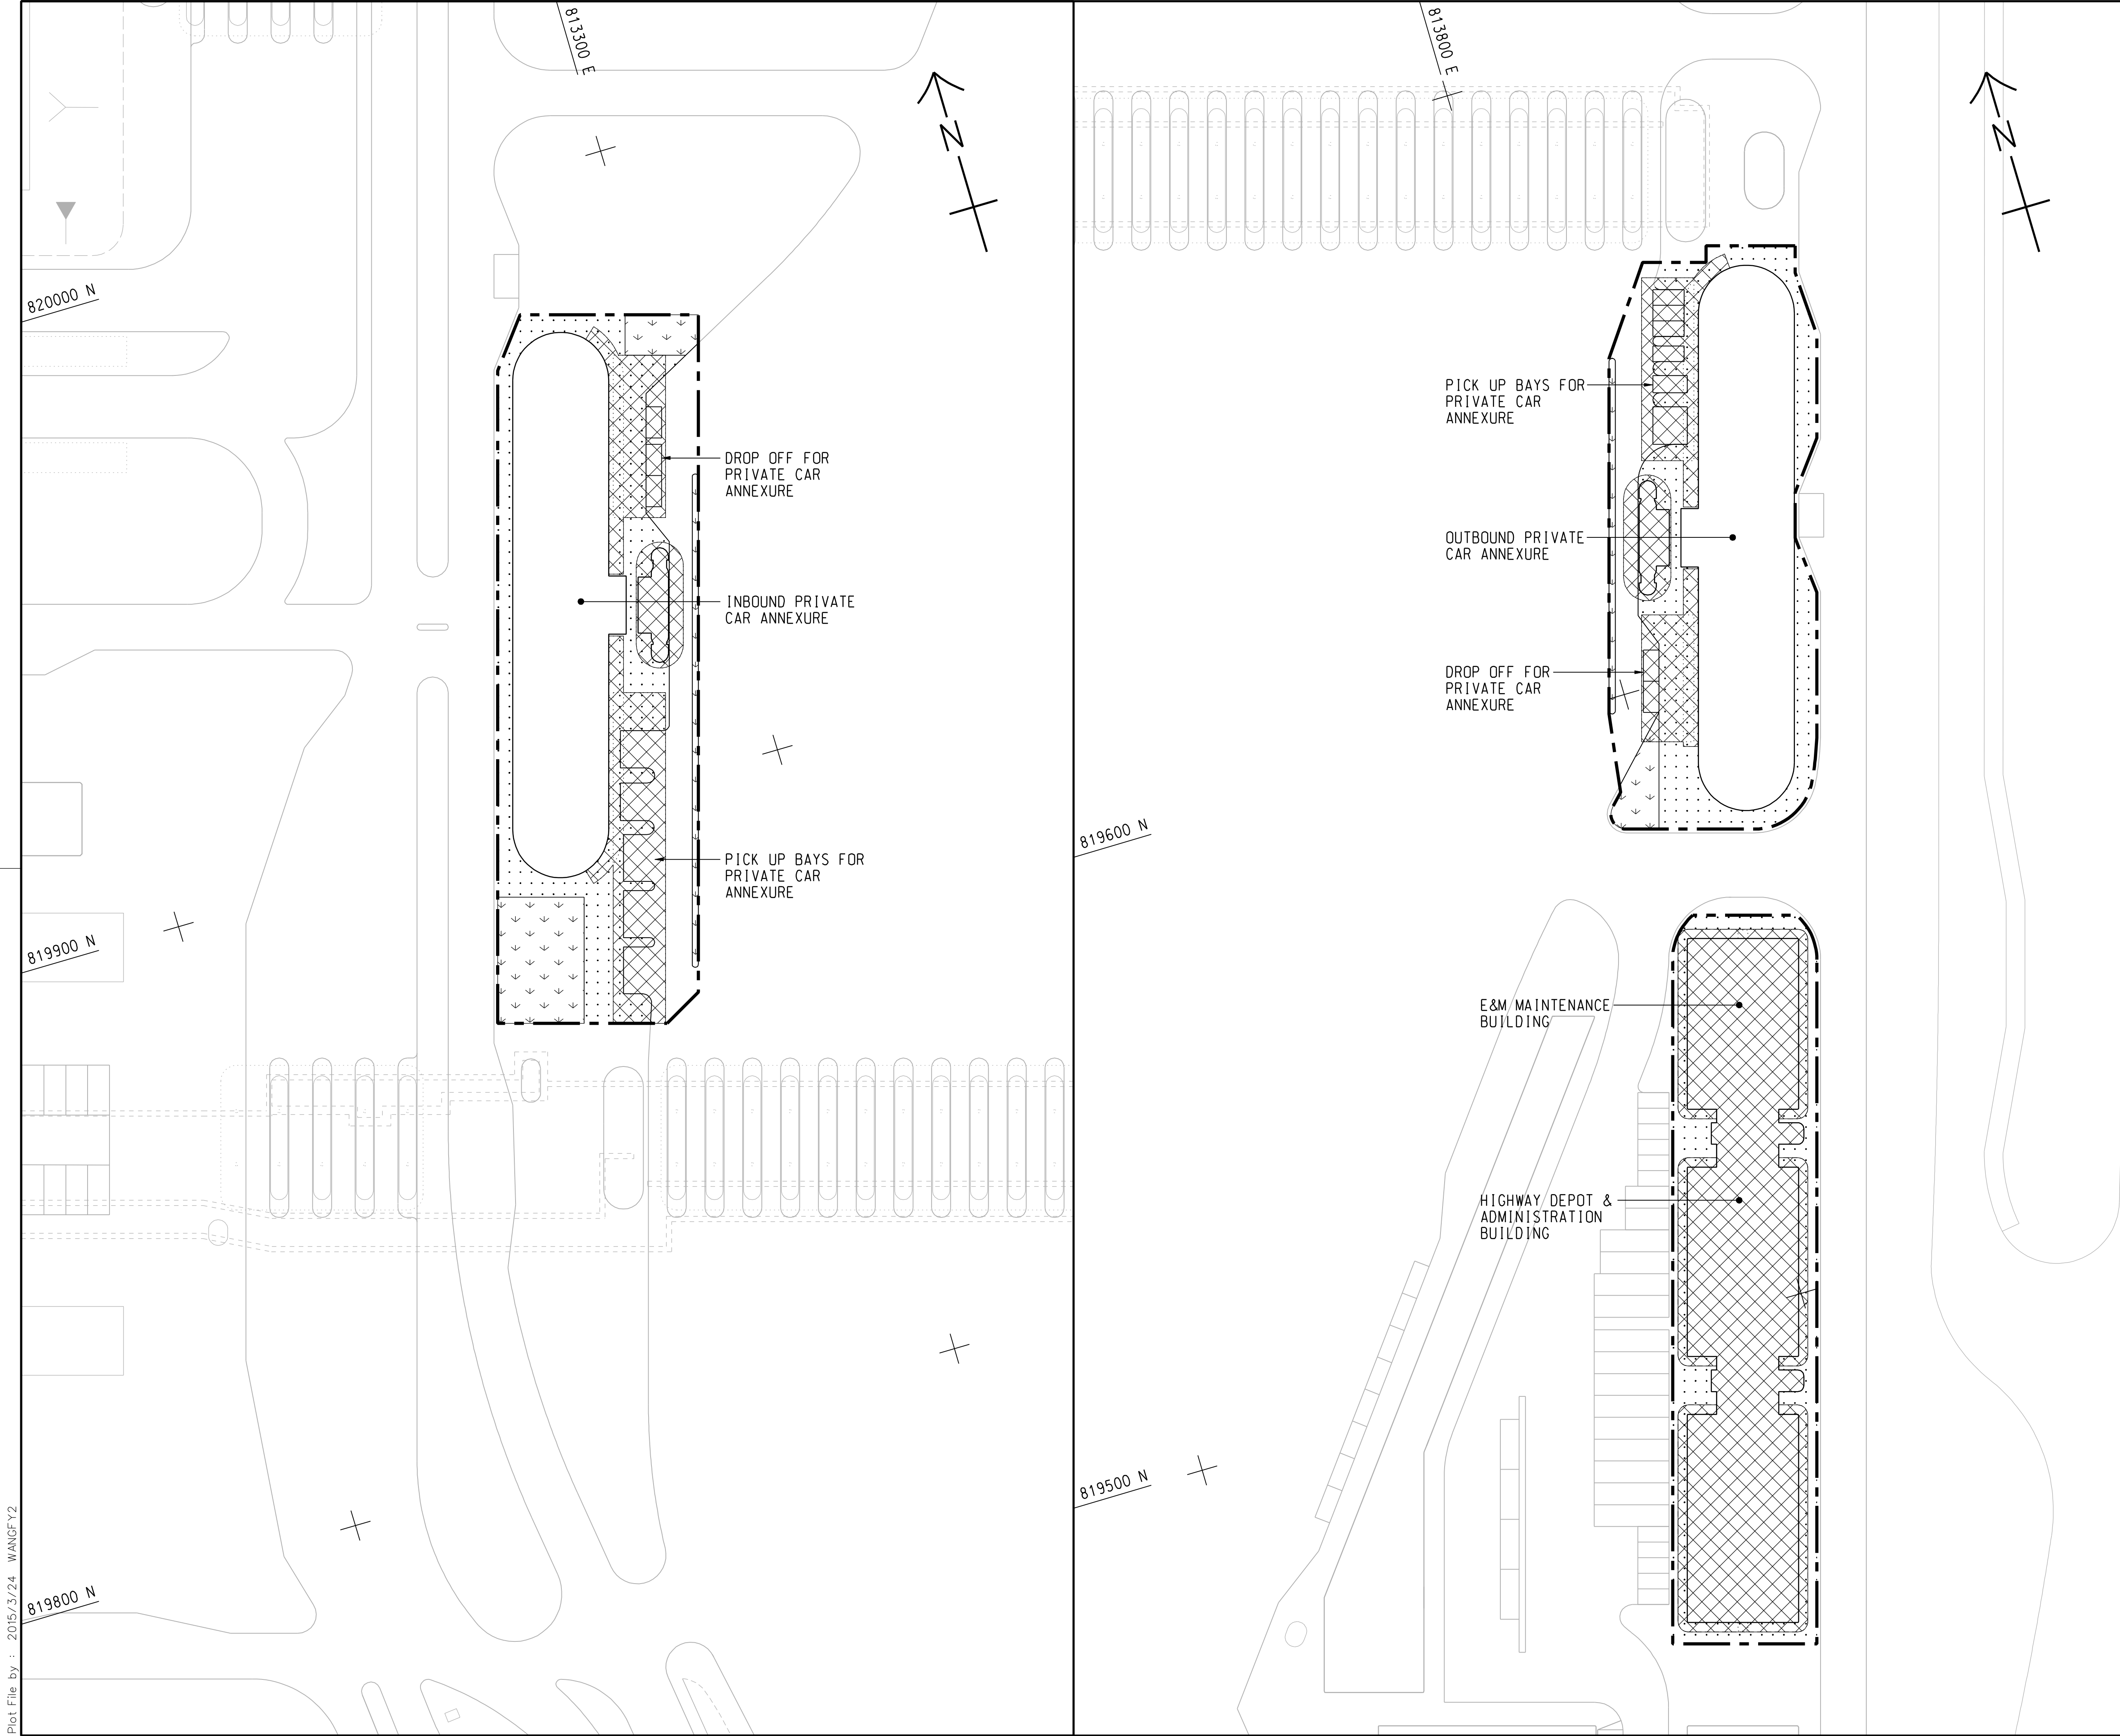 813300 E
N
820000 N
DROP OFF FOR
PRIVATE CAR
ANNEXURE
INBOUND PRIVATE
CAR ANNEXURE
PICK UP BAYS FOR
PRIVATE CAR
ANNEXURE
819900 N
819800 N
Plot File by : 2015/3/24 WANGFY2
813800 E
N
PICK UP BAYS FOR
PRIVATE CAR
ANNEXURE
OUTBOUND PRIVATE
CAR ANNEXURE
DROP OFF FOR
PRIVATE CAR
ANNEXURE
819600 N
E&M MAINTENANCE
BUILDING
HIGHWAY DEPOT &
ADMINISTRATION
BUILDING
819500 N